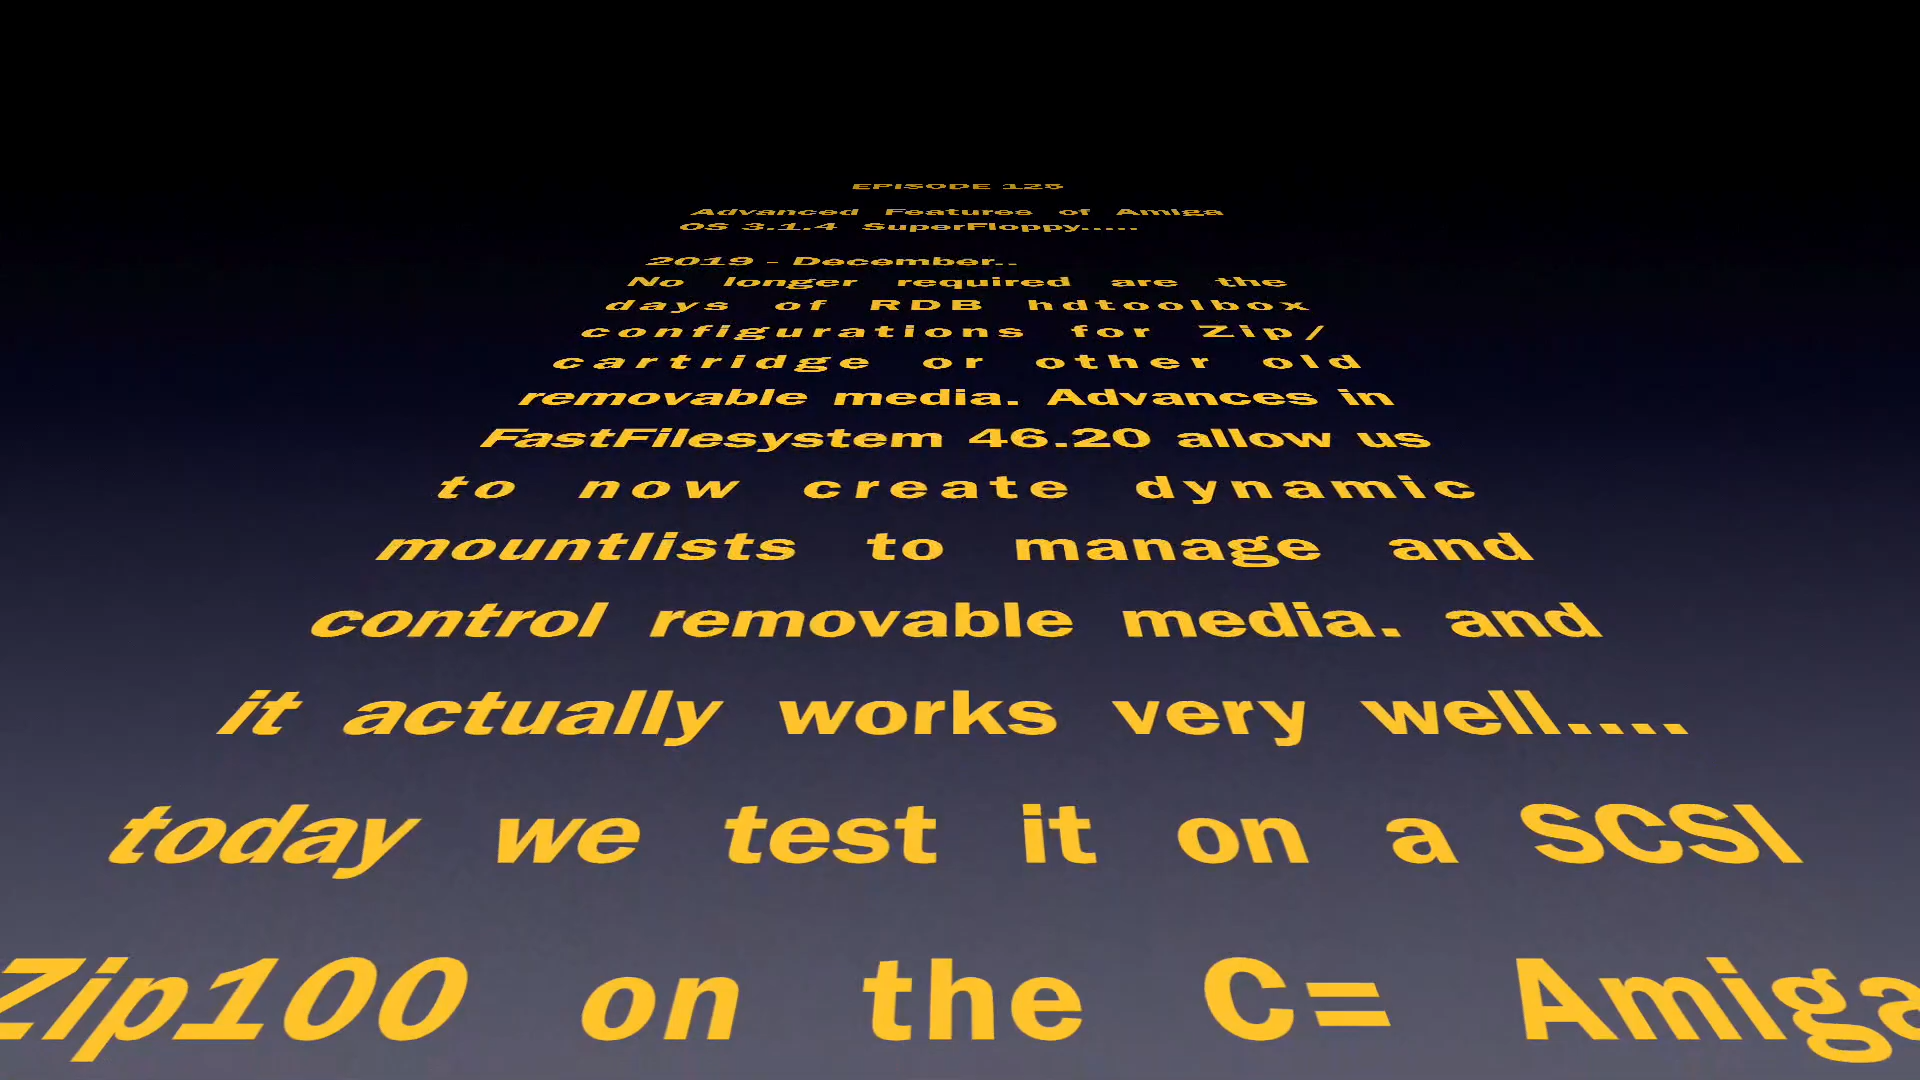 EPISODE 125
Advanced Features of Amiga
OS 3.1.4 SuperFloppy.....
2019 - December..
No longer required are the
days of RDB hdtoolbox
configurations for Zip/
cartridge or other old
removable media. Advances in
FastFilesystem 46.20 allow us
to now create dynamic
mountlists to manage and
control removable media. and
it actually works very well....
today we test it on a SCSI
Zip100 on the C= Amiga